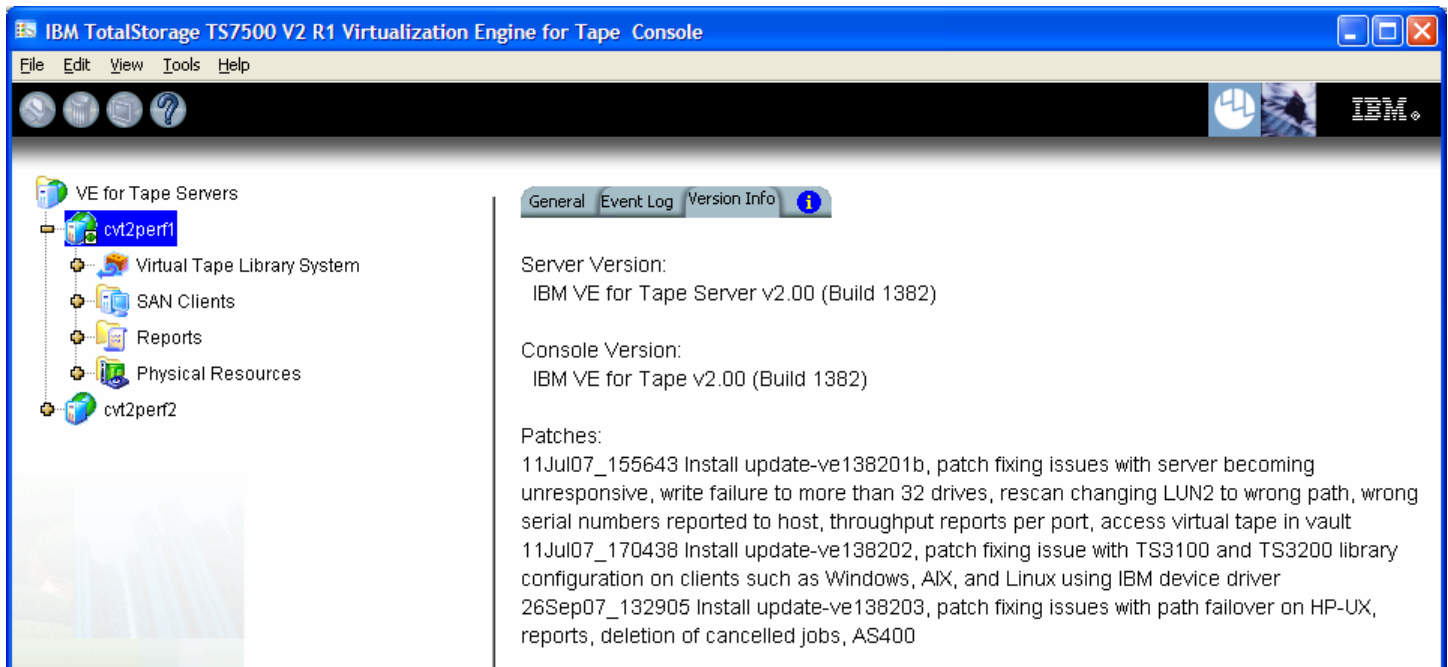 IBM TotalStorage TS7500 V2 R1 Virtualization Engine for Tape Console
File Edit View Tools Help
IBM
VE for Tape Servers
cvt2perf1
Virtual Tape Library System
SAN Clients
Reports
Physical Resources
cvt2perf2
General Event Log Version Info
Server Version:
IBM VE for Tape Server v2.00 (Build 1382)
Console Version:
IBM VE for Tape v2.00 (Build 1382)
Patches:
11Jul07_155643 Install update-ve138201b, patch fixing issues with server becoming
unresponsive, write failure to more than 32 drives, rescan changing LUN2 to wrong path, wrong
serial numbers reported to host, throughput reports per port, access virtual tape in vault
11Jul07_170438 Install update-ve138202, patch fixing issue with TS3100 and TS3200 library
configuration on clients such as Windows, AIX, and Linux using IBM device driver
26Sep07_132905 Install update-ve138203, patch fixing issues with path failover on HP-UX,
reports, deletion of cancelled jobs, AS400